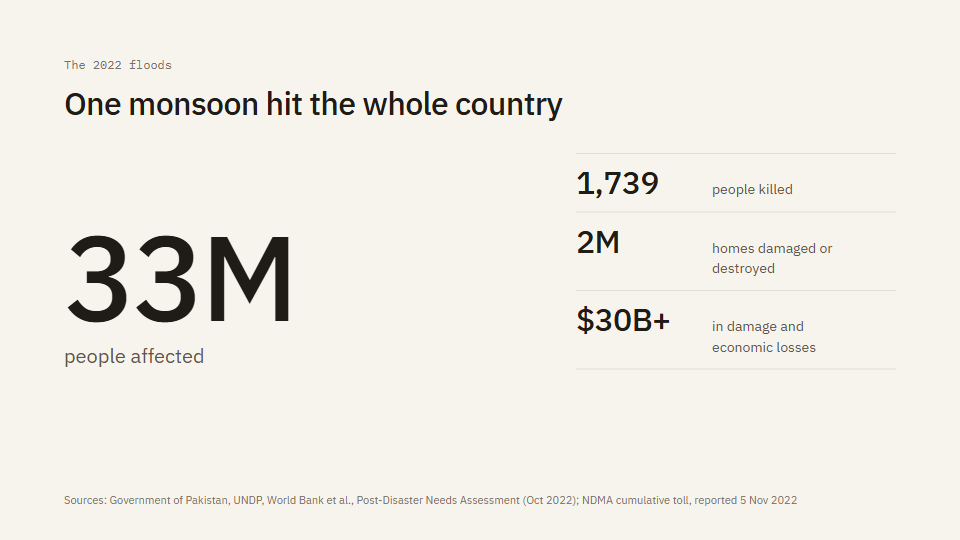 The 2022 floods
One monsoon hit the whole country
33M
people affected
1,739
people killed
2M
homes damaged or
destroyed
$30B+
in damage and
economic losses
Sources: Government of Pakistan, UNDP, World Bank et al., Post-Disaster Needs Assessment (Oct 2022); NDMA cumulative toll, reported 5 Nov 2022